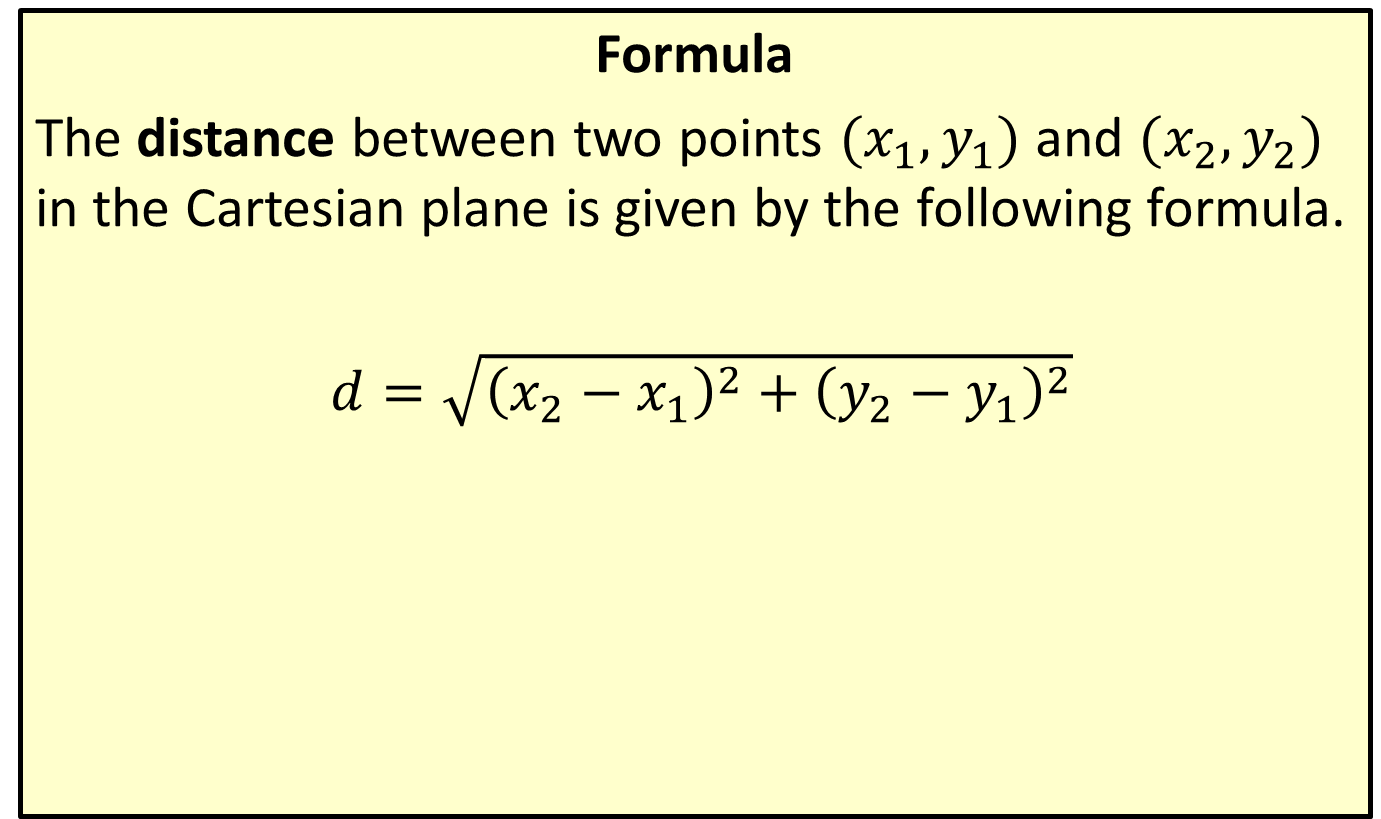 Formula
The distance between two points (x₁, y₁) and (x₂, y₂)
in the Cartesian plane is given by the following formula.
d = √((x₂ − x₁)² + (y₂ − y₁)²)